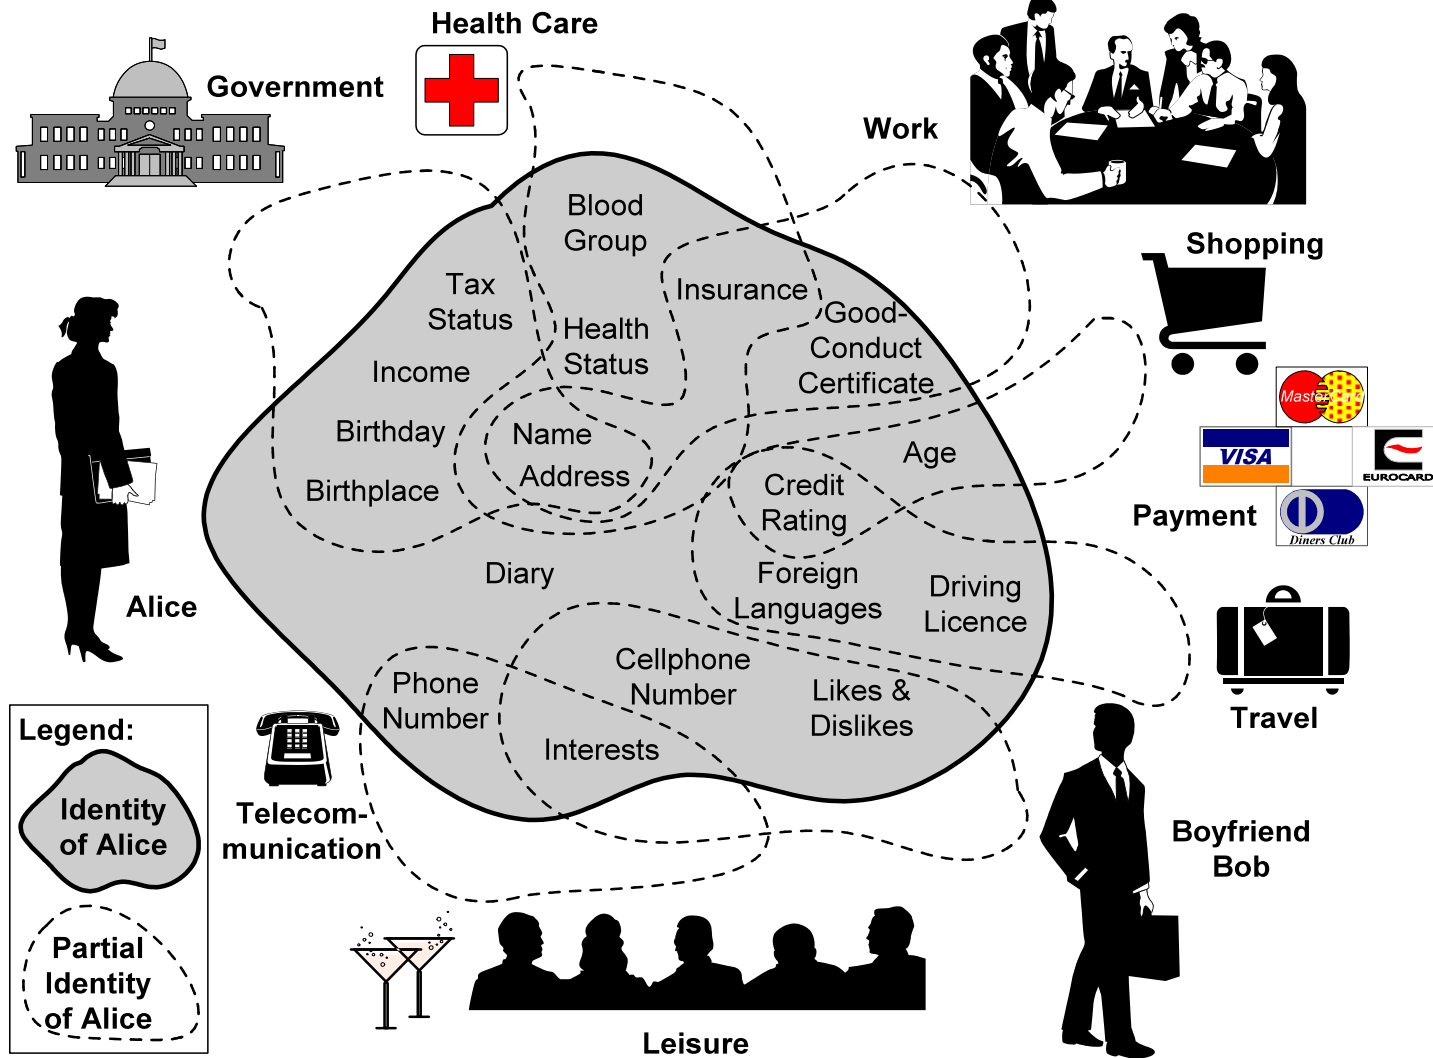 Health Care
Government
Work
Shopping
Blood
Group
Tax
Status
Insurance
Good-
Conduct
Certificate
Health
Status
Income
Birthday
Name
Address
Birthplace
Age
Credit
Rating
MasterCard
VISA
EUROCARD
Payment
Diners Club
Diary
Foreign
Languages
Driving
Licence
Alice
Cellphone
Number
Phone
Number
Likes &
Dislikes
Interests
Travel
Legend:
Identity
of Alice
Partial
Identity
of Alice
Telecom-
munication
Boyfriend
Bob
Leisure